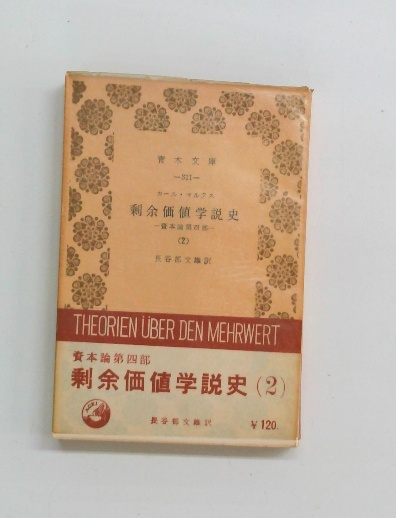 青木文庫
—321—
カール・マルクス
剰余価値学説史
—資本論第四部—
(2)
長谷部文雄訳
THEORIEN ÜBER DEN MEHRWERT
資本論第四部
剰余価値学説史(2)
AOKI
長谷部文雄訳
¥120.